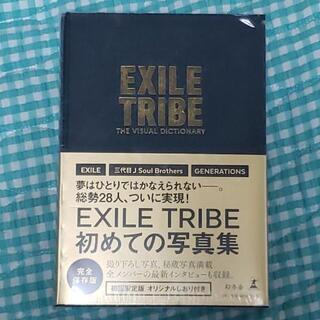 EXILE
TRIBE
THE VISUAL DICTIONARY
EXILE 三代目 J Soul Brothers GENERATIONS
夢はひとりではかなえられない──。
総勢28人、ついに実現!
EXILE TRIBE
初めての写真集
完全
保存版
撮り下ろし写真、秘蔵写真満載
全メンバーの最新インタビューも収録。
初回限定版 オリジナルしおり付き
幻冬舎